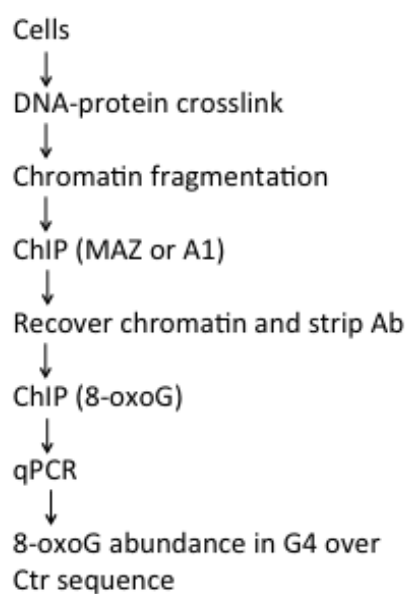 Cells
DNA-protein crosslink
Chromatin fragmentation
ChIP (MAZ or A1)
Recover chromatin and strip Ab
ChIP (8-oxoG)
qPCR
8-oxoG abundance in G4 over
Ctr sequence